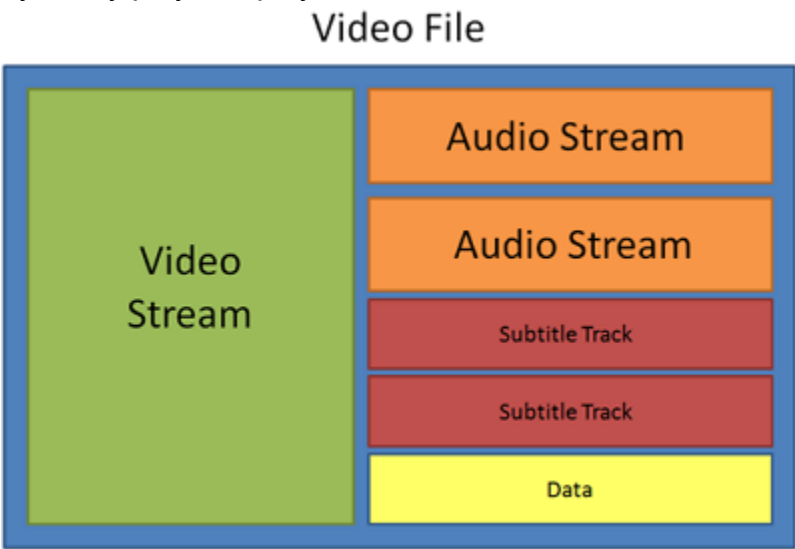 Video File
Video
Stream
Audio Stream
Audio Stream
Subtitle Track
Subtitle Track
Data